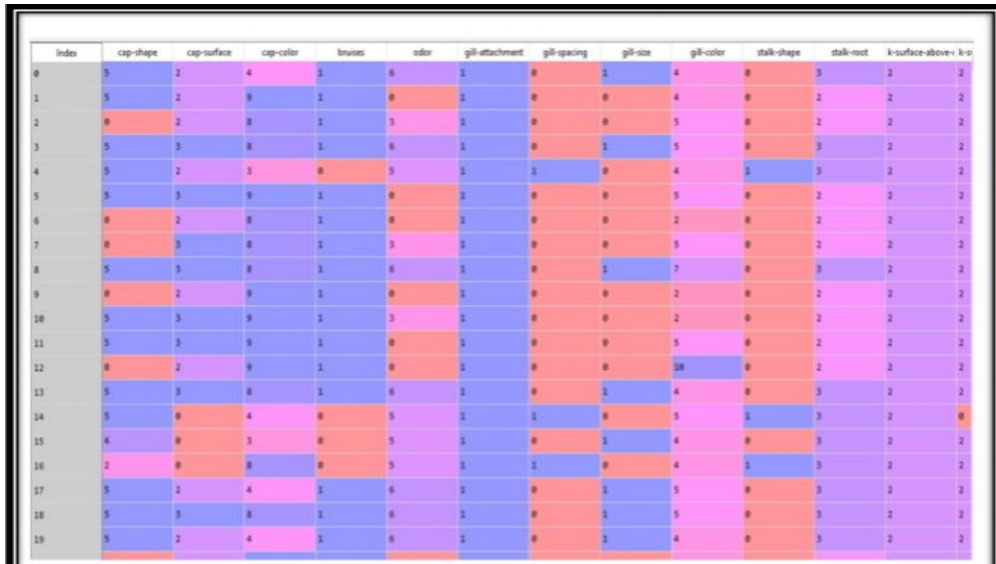 Index cap-shape cap-surface cap-color bruises odor gill-attachment gill-spacing gill-size gill-color stalk-shape stalk-root k-surface-above-
0 5 2 4 1 6 1 0 1 4 0 3 2 2
1 5 2 9 1 0 1 0 0 4 0 2 2 2
2 0 2 8 1 3 1 0 0 5 0 2 2 2
3 5 3 8 1 6 1 0 1 5 0 3 2 2
4 5 2 3 0 5 1 1 0 4 1 3 2 2
5 5 3 9 1 0 1 0 0 5 0 2 2 2
6 0 2 8 1 0 1 0 0 2 0 2 2 2
7 0 3 8 1 3 1 0 0 5 0 2 2 2
8 5 3 8 1 6 1 0 1 7 0 3 2 2
9 0 2 9 1 0 1 0 0 2 0 2 2 2
10 5 3 9 1 3 1 0 0 2 0 2 2 2
11 5 3 9 1 0 1 0 0 5 0 2 2 2
12 0 2 9 1 0 1 0 0 10 0 2 2 2
13 5 3 8 1 6 1 0 1 4 0 3 2 2
14 5 0 4 0 5 1 1 0 5 1 3 2 0
15 4 0 3 0 5 1 0 1 4 0 3 2 2
16 2 0 8 0 5 1 1 0 4 1 3 2 2
17 5 2 4 1 6 1 0 1 5 0 3 2 2
18 5 3 8 1 6 1 0 1 5 0 3 2 2
19 5 2 4 1 6 1 0 1 4 0 3 2 2